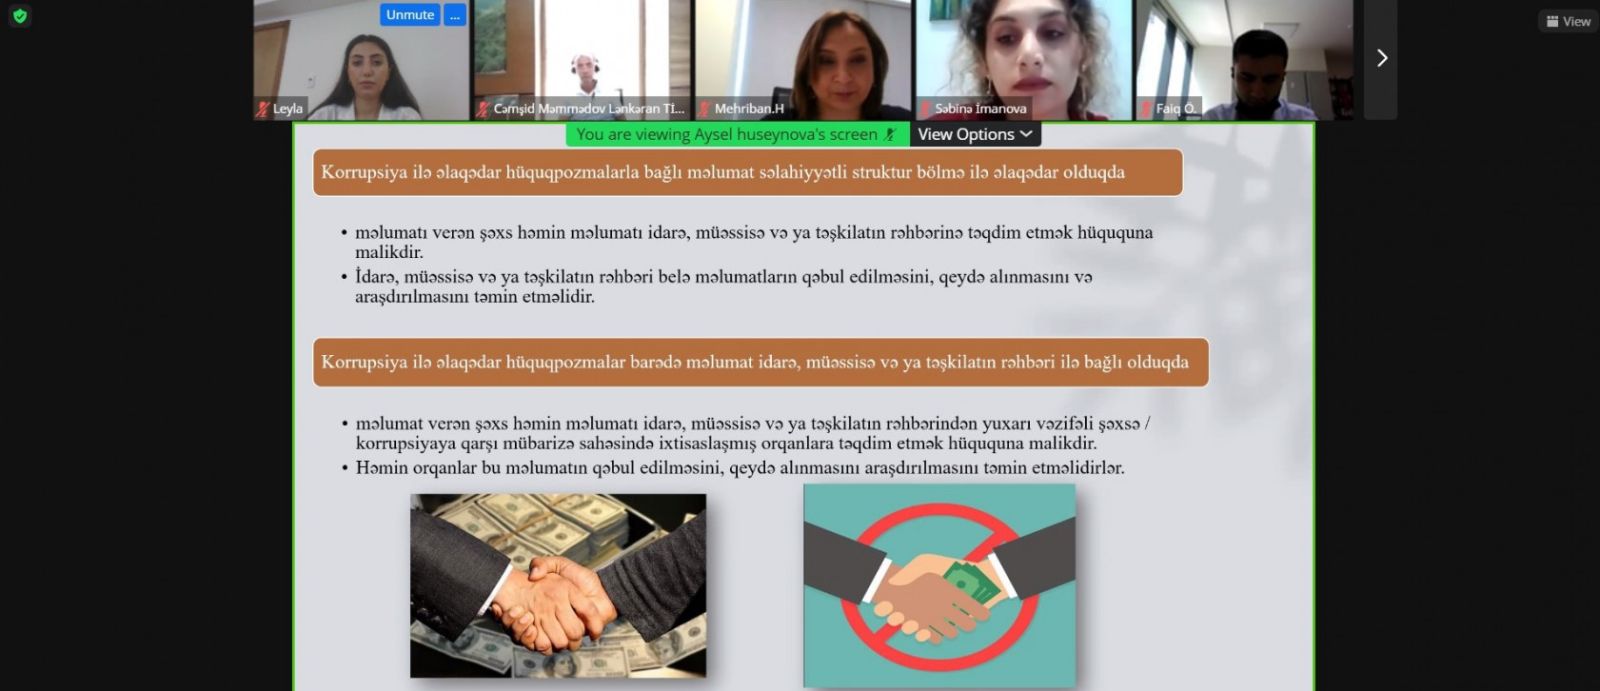 Unmute
...
View
Leyla
Cəmşid Məmmədov Lənkəran Tİ...
Mehriban.H
Səbinə İmanova
Faiq Ö.
You are viewing Aysel huseynova's screen
View Options
Korrupsiya ilə əlaqədar hüquqpozmalarla bağlı məlumat səlahiyyətli struktur bölmə ilə əlaqədar olduqda
• məlumatı verən şəxs həmin məlumatı idarə, müəssisə və ya təşkilatın rəhbərinə təqdim etmək hüququna
malikdir.
• İdarə, müəssisə və ya təşkilatın rəhbəri belə məlumatların qəbul edilməsini, qeydə alınmasını və
araşdırılmasını təmin etməlidir.
Korrupsiya ilə əlaqədar hüquqpozmalar barədə məlumat idarə, müəssisə və ya təşkilatın rəhbəri ilə bağlı olduqda
• məlumat verən şəxs həmin məlumatı idarə, müəssisə və ya təşkilatın rəhbərindən yuxarı vəzifəli şəxsə /
korrupsiyaya qarşı mübarizə sahəsində ixtisaslaşmış orqanlara təqdim etmək hüququna malikdir.
• Həmin orqanlar bu məlumatın qəbul edilməsini, qeydə alınmasını araşdırılmasını təmin etməlidirlər.